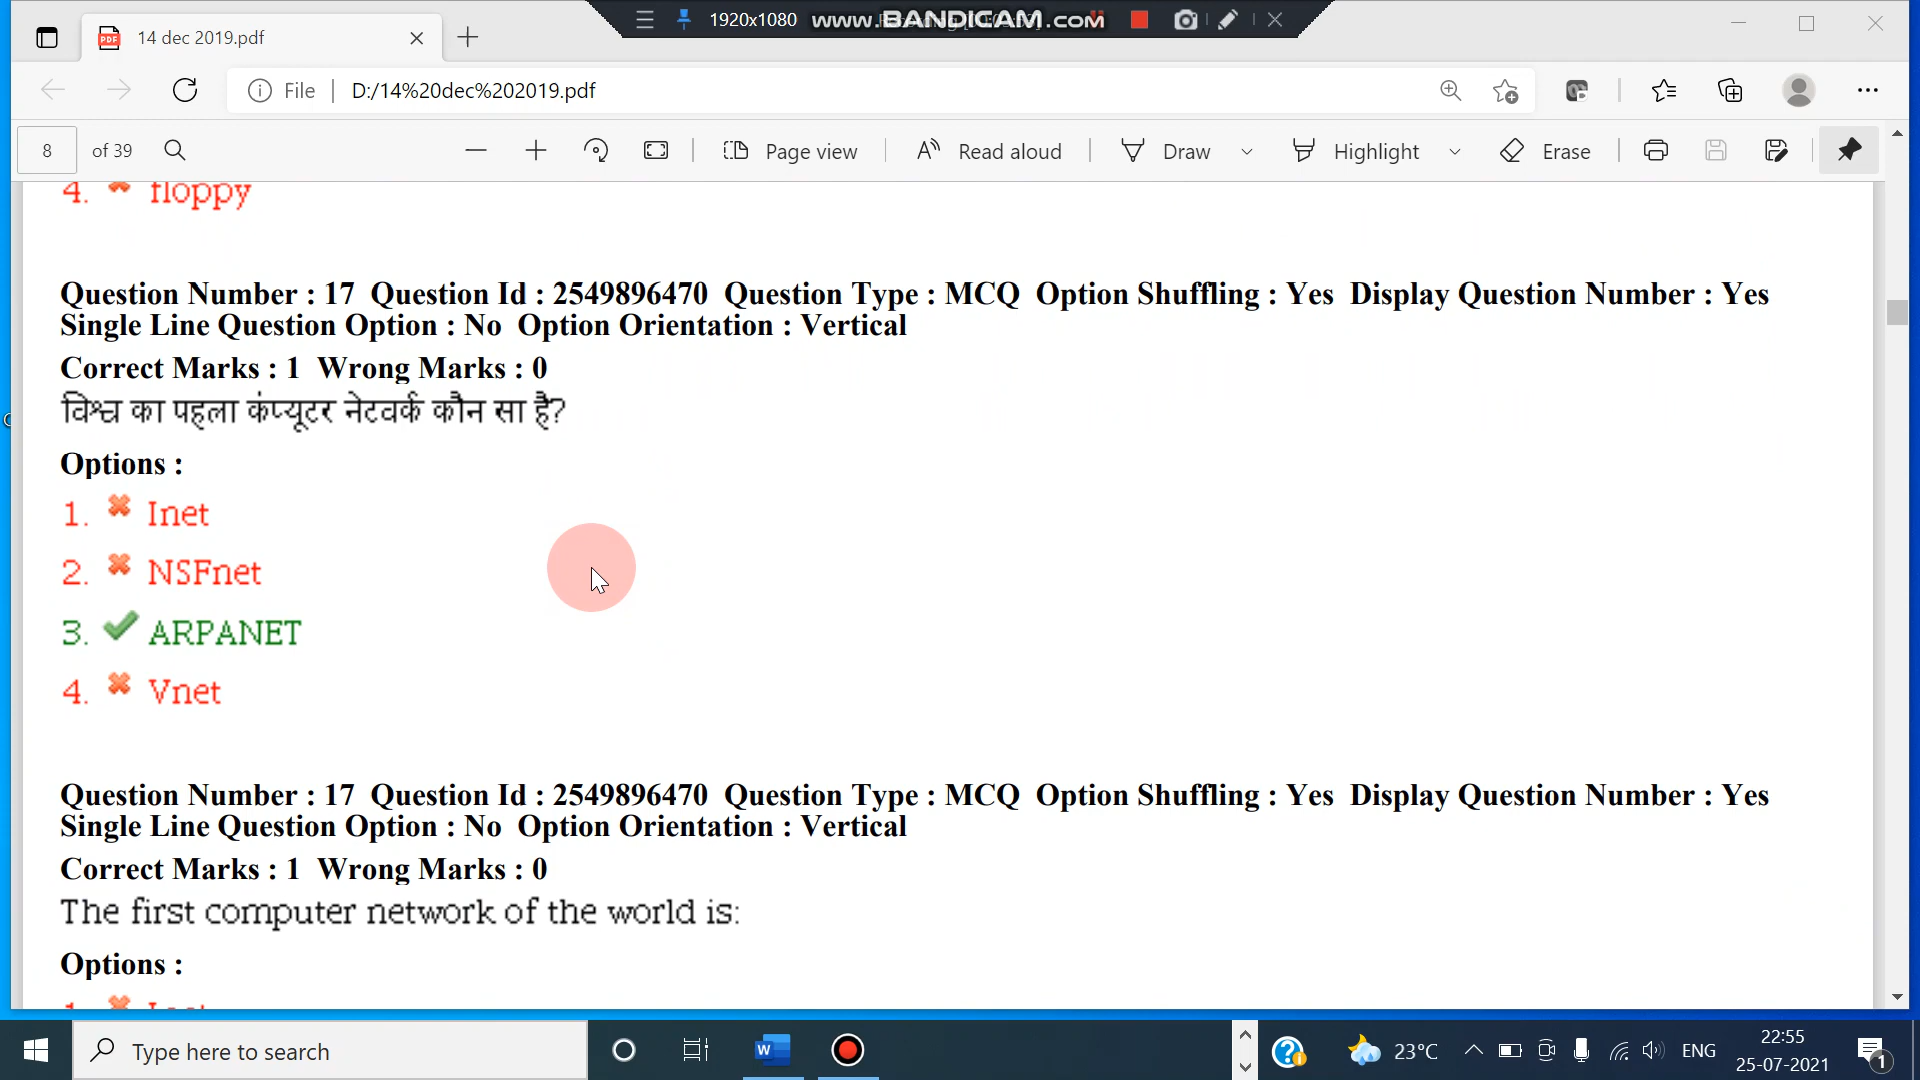 1920x1080 www.BANDICAM.com
14 dec 2019.pdf
File D:/14%20dec%202019.pdf
8 of 39 Page view Read aloud Draw Highlight Erase
4. floppy
Question Number : 17 Question Id : 2549896470 Question Type : MCQ Option Shuffling : Yes Display Question Number : Yes
Single Line Question Option : No Option Orientation : Vertical
Correct Marks : 1 Wrong Marks : 0
विश्व का पहला कंप्यूटर नेटवर्क कौन सा है?
Options :
1. Inet
2. NSFnet
3. ARPANET
4. Vnet
Question Number : 17 Question Id : 2549896470 Question Type : MCQ Option Shuffling : Yes Display Question Number : Yes
Single Line Question Option : No Option Orientation : Vertical
Correct Marks : 1 Wrong Marks : 0
The first computer network of the world is:
Options :
Type here to search
23°C ENG 22:55
25-07-2021 1